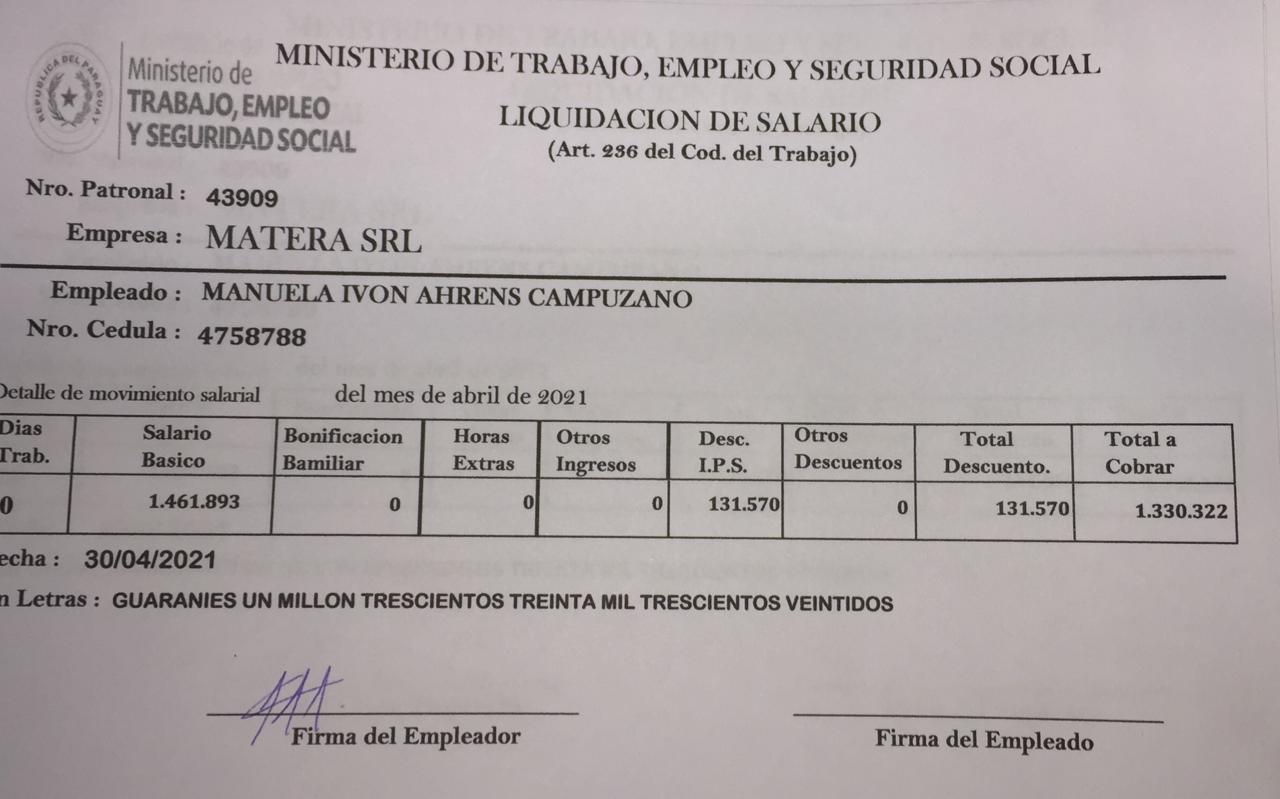 REPUBLICA DEL PARAGUAY
Ministerio de
TRABAJO, EMPLEO
Y SEGURIDAD SOCIAL
MINISTERIO DE TRABAJO, EMPLEO Y SEGURIDAD SOCIAL
LIQUIDACION DE SALARIO
(Art. 236 del Cod. del Trabajo)
Nro. Patronal : 43909
Empresa : MATERA SRL
Empleado : MANUELA IVON AHRENS CAMPUZANO
Nro. Cedula : 4758788
Detalle de movimiento salarial del mes de abril de 2021
Dias Trab. Salario Basico Bonificacion Bamiliar Horas Extras Otros Ingresos Desc. I.P.S. Otros Descuentos Total Descuento. Total a Cobrar
0 1.461.893 0 0 0 131.570 0 131.570 1.330.322
echa : 30/04/2021
n Letras : GUARANIES UN MILLON TRESCIENTOS TREINTA MIL TRESCIENTOS VEINTIDOS
Firma del Empleador Firma del Empleado